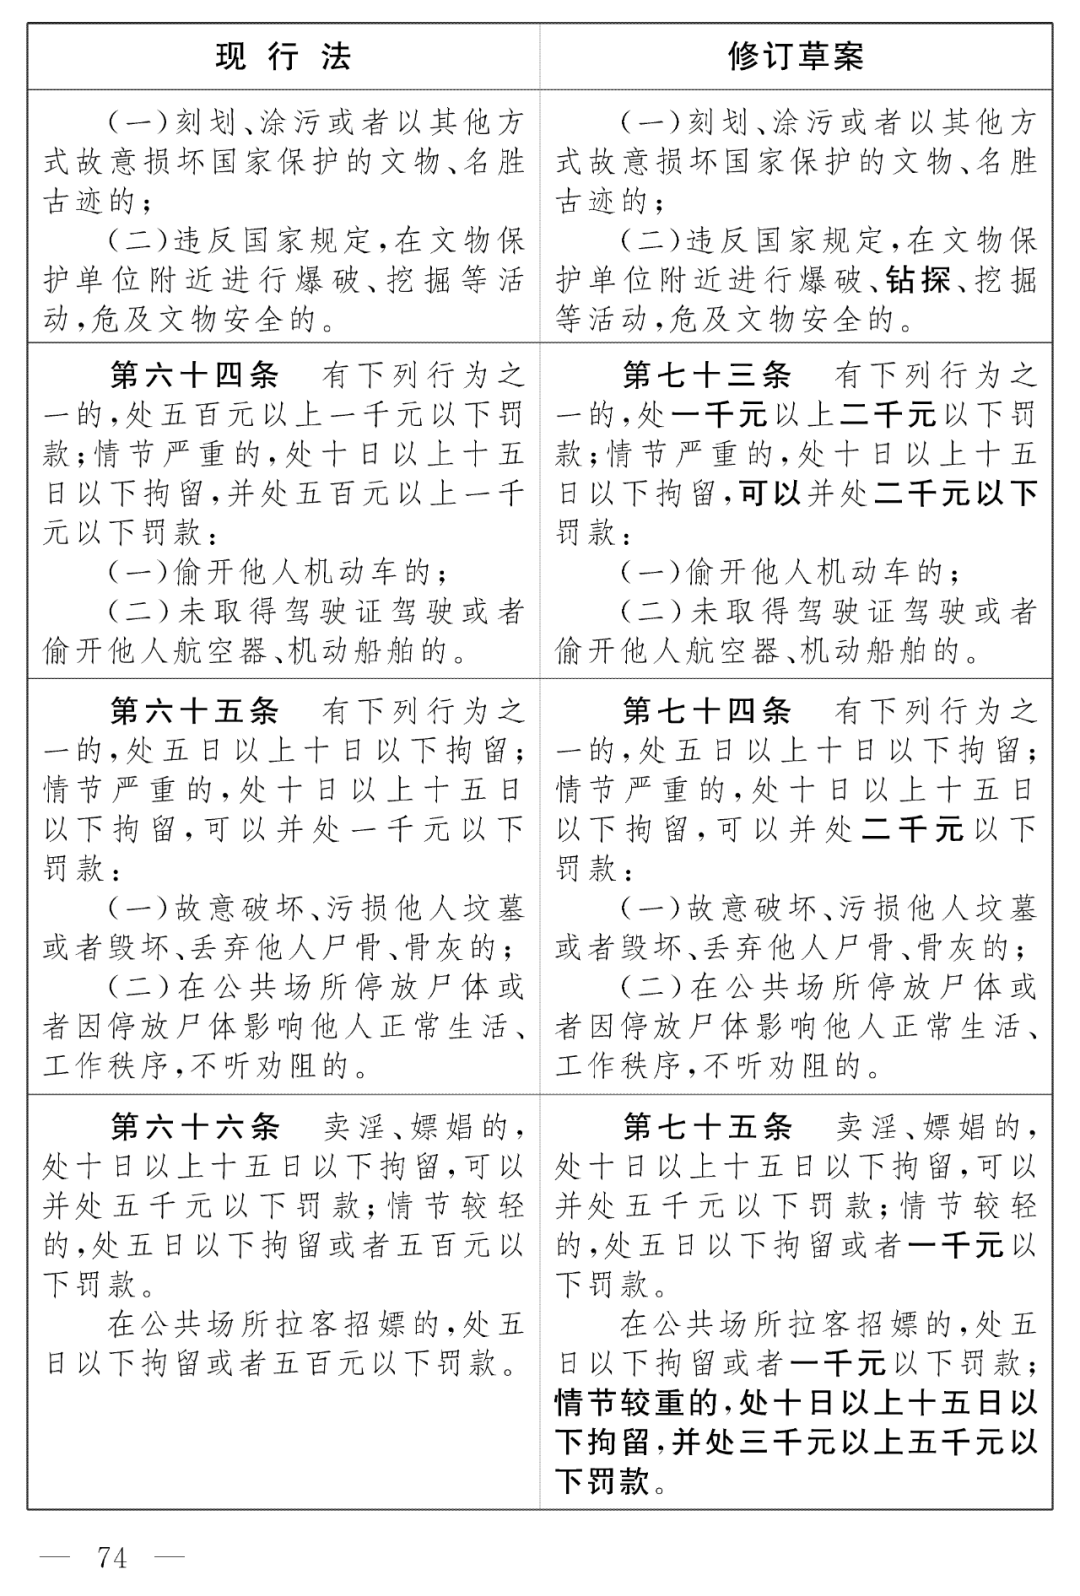 现行法
（一）刻划、涂污或者以其他方
式故意损坏国家保护的文物、名胜
古迹的；
（二）违反国家规定，在文物保
护单位附近进行爆破、挖掘等活
动，危及文物安全的。
修订草案
（一）刻划、涂污或者以其他方
式故意损坏国家保护的文物、名胜
古迹的；
（二）违反国家规定，在文物保
护单位附近进行爆破、钻探、挖掘
等活动，危及文物安全的。
第六十四条　有下列行为之
一的，处五百元以上一千元以下罚
款；情节严重的，处十日以上十五
日以下拘留，并处五百元以上一千
元以下罚款：
（一）偷开他人机动车的；
（二）未取得驾驶证驾驶或者
偷开他人航空器、机动船舶的。
第七十三条　有下列行为之
一的，处一千元以上二千元以下罚
款；情节严重的，处十日以上十五
日以下拘留，可以并处二千元以下
罚款：
（一）偷开他人机动车的；
（二）未取得驾驶证驾驶或者
偷开他人航空器、机动船舶的。
第六十五条　有下列行为之
一的，处五日以上十日以下拘留；
情节严重的，处十日以上十五日
以下拘留，可以并处一千元以下
罚款：
（一）故意破坏、污损他人坟墓
或者毁坏、丢弃他人尸骨、骨灰的；
（二）在公共场所停放尸体或
者因停放尸体影响他人正常生活、
工作秩序，不听劝阻的。
第七十四条　有下列行为之
一的，处五日以上十日以下拘留；
情节严重的，处十日以上十五日
以下拘留，可以并处二千元以下
罚款：
（一）故意破坏、污损他人坟墓
或者毁坏、丢弃他人尸骨、骨灰的；
（二）在公共场所停放尸体或
者因停放尸体影响他人正常生活、
工作秩序，不听劝阻的。
第六十六条　卖淫、嫖娼的，
处十日以上十五日以下拘留，可以
并处五千元以下罚款；情节较轻
的，处五日以下拘留或者五百元以
下罚款。
在公共场所拉客招嫖的，处五
日以下拘留或者五百元以下罚款。
第七十五条　卖淫、嫖娼的，
处十日以上十五日以下拘留，可以
并处五千元以下罚款；情节较轻
的，处五日以下拘留或者一千元以
下罚款。
在公共场所拉客招嫖的，处五
日以下拘留或者一千元以下罚款；
情节较重的，处十日以上十五日以
下拘留，并处三千元以上五千元以
下罚款。
— 74 —